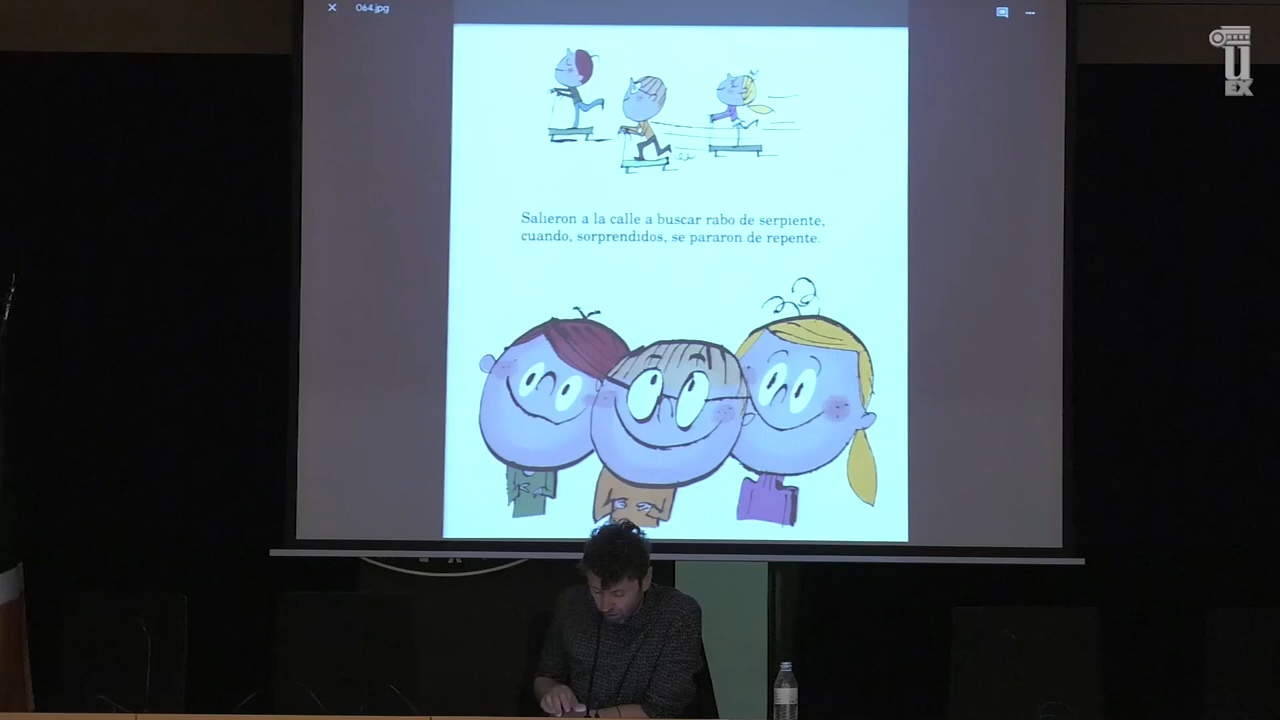 064.jpg
Salieron a la calle a buscar rabo de serpiente,
cuando, sorprendidos, se pararon de repente.
UEX